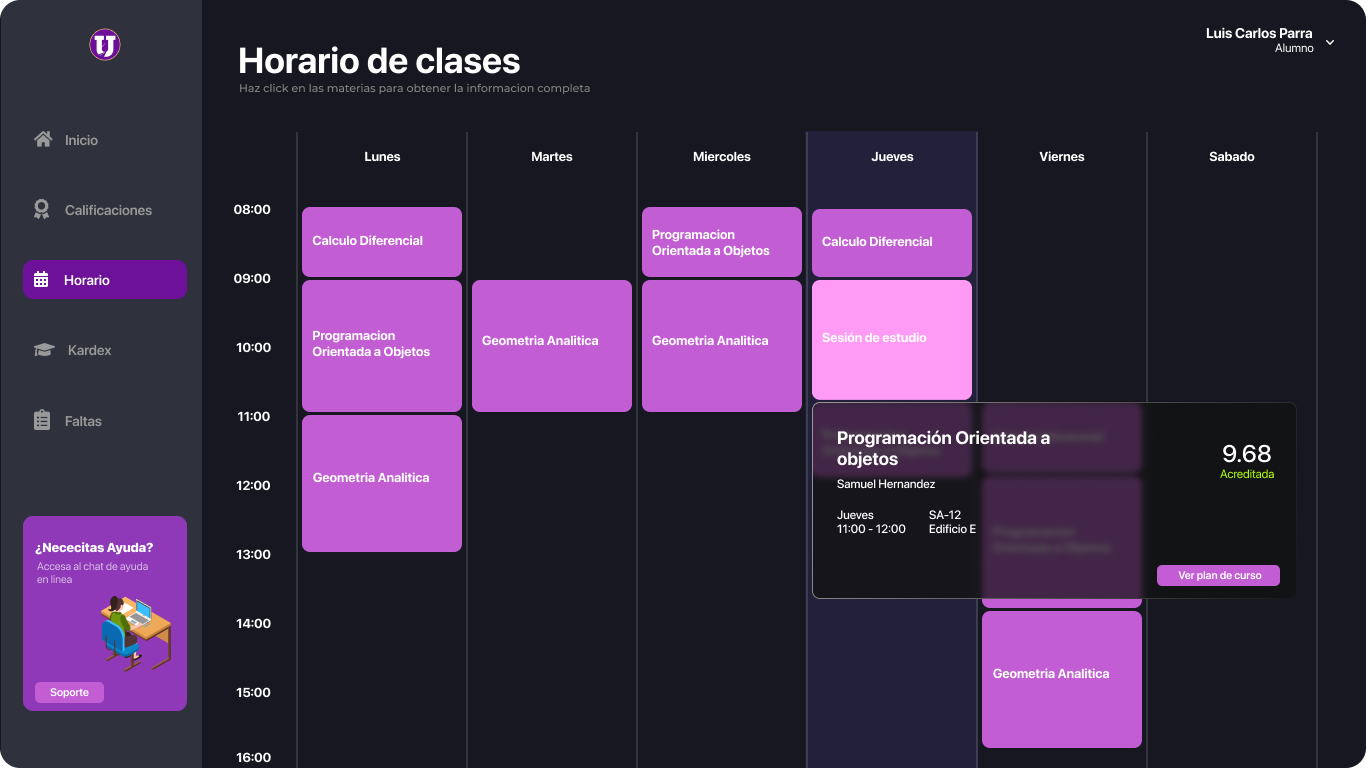 Horario de clases
Haz click en las materias para obtener la informacion completa
Luis Carlos Parra
Alumno
Inicio
Calificaciones
Horario
Kardex
Faltas
¿Nececitas Ayuda?
Accesa al chat de ayuda
en linea
Soporte
Lunes
Martes
Miercoles
Jueves
Viernes
Sabado
08:00
09:00
10:00
11:00
12:00
13:00
14:00
15:00
16:00
Calculo Diferencial
Programacion
Orientada a Objetos
Geometria Analitica
Geometria Analitica
Programacion
Orientada a Objetos
Geometria Analitica
Calculo Diferencial
Sesión de estudio
Programación Orientada a
objetos
Samuel Hernandez
Jueves
11:00 - 12:00
SA-12
Edificio E
9.68
Acreditada
Ver plan de curso
Geometria Analitica